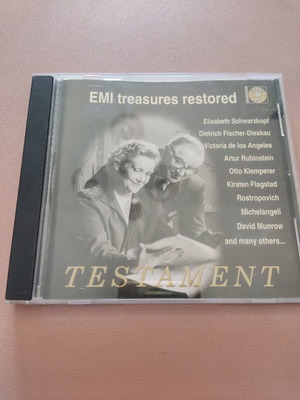 EMI treasures restored
Elisabeth Schwarzkopf
Dietrich Fischer-Dieskau
Victoria de los Angeles
Artur Rubinstein
Otto Klemperer
Kirsten Flagstad
Rostropovich
Michelangeli
David Munrow
and many others...
TESTAMENT